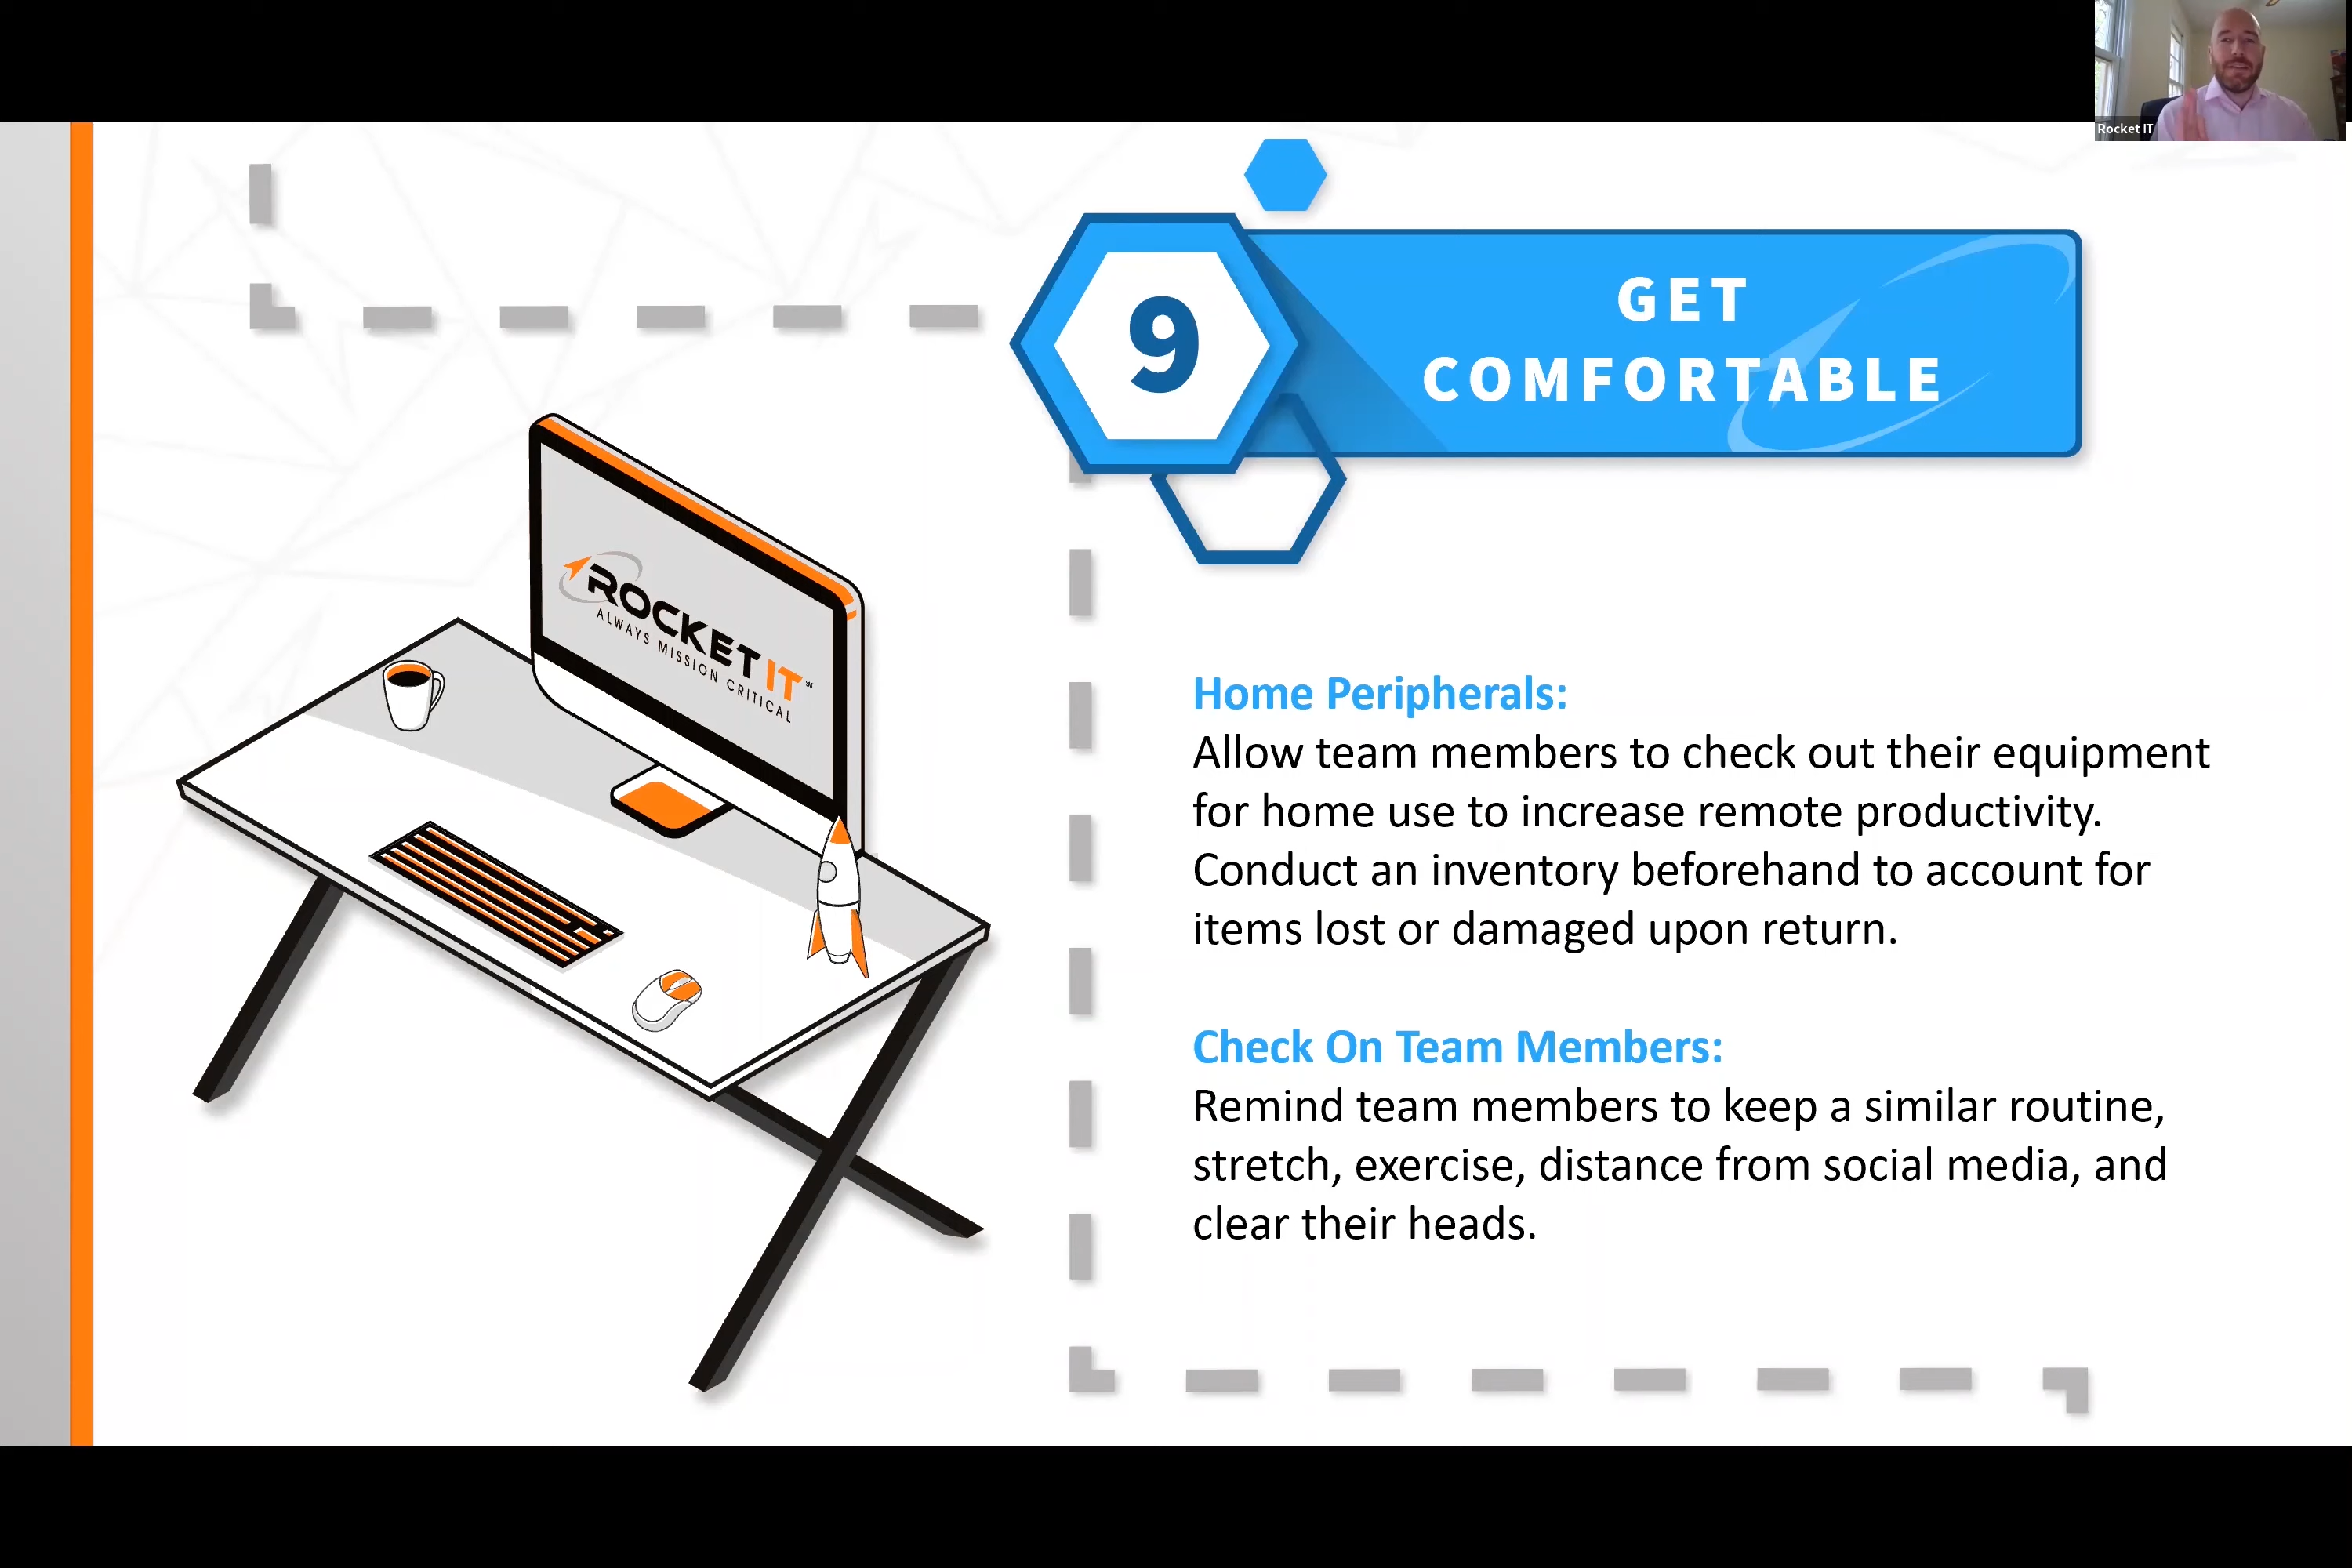 Rocket IT
9
GET
COMFORTABLE
ROCKET IT SM
ALWAYS MISSION CRITICAL
Home Peripherals:
Allow team members to check out their equipment
for home use to increase remote productivity.
Conduct an inventory beforehand to account for
items lost or damaged upon return.
Check On Team Members:
Remind team members to keep a similar routine,
stretch, exercise, distance from social media, and
clear their heads.